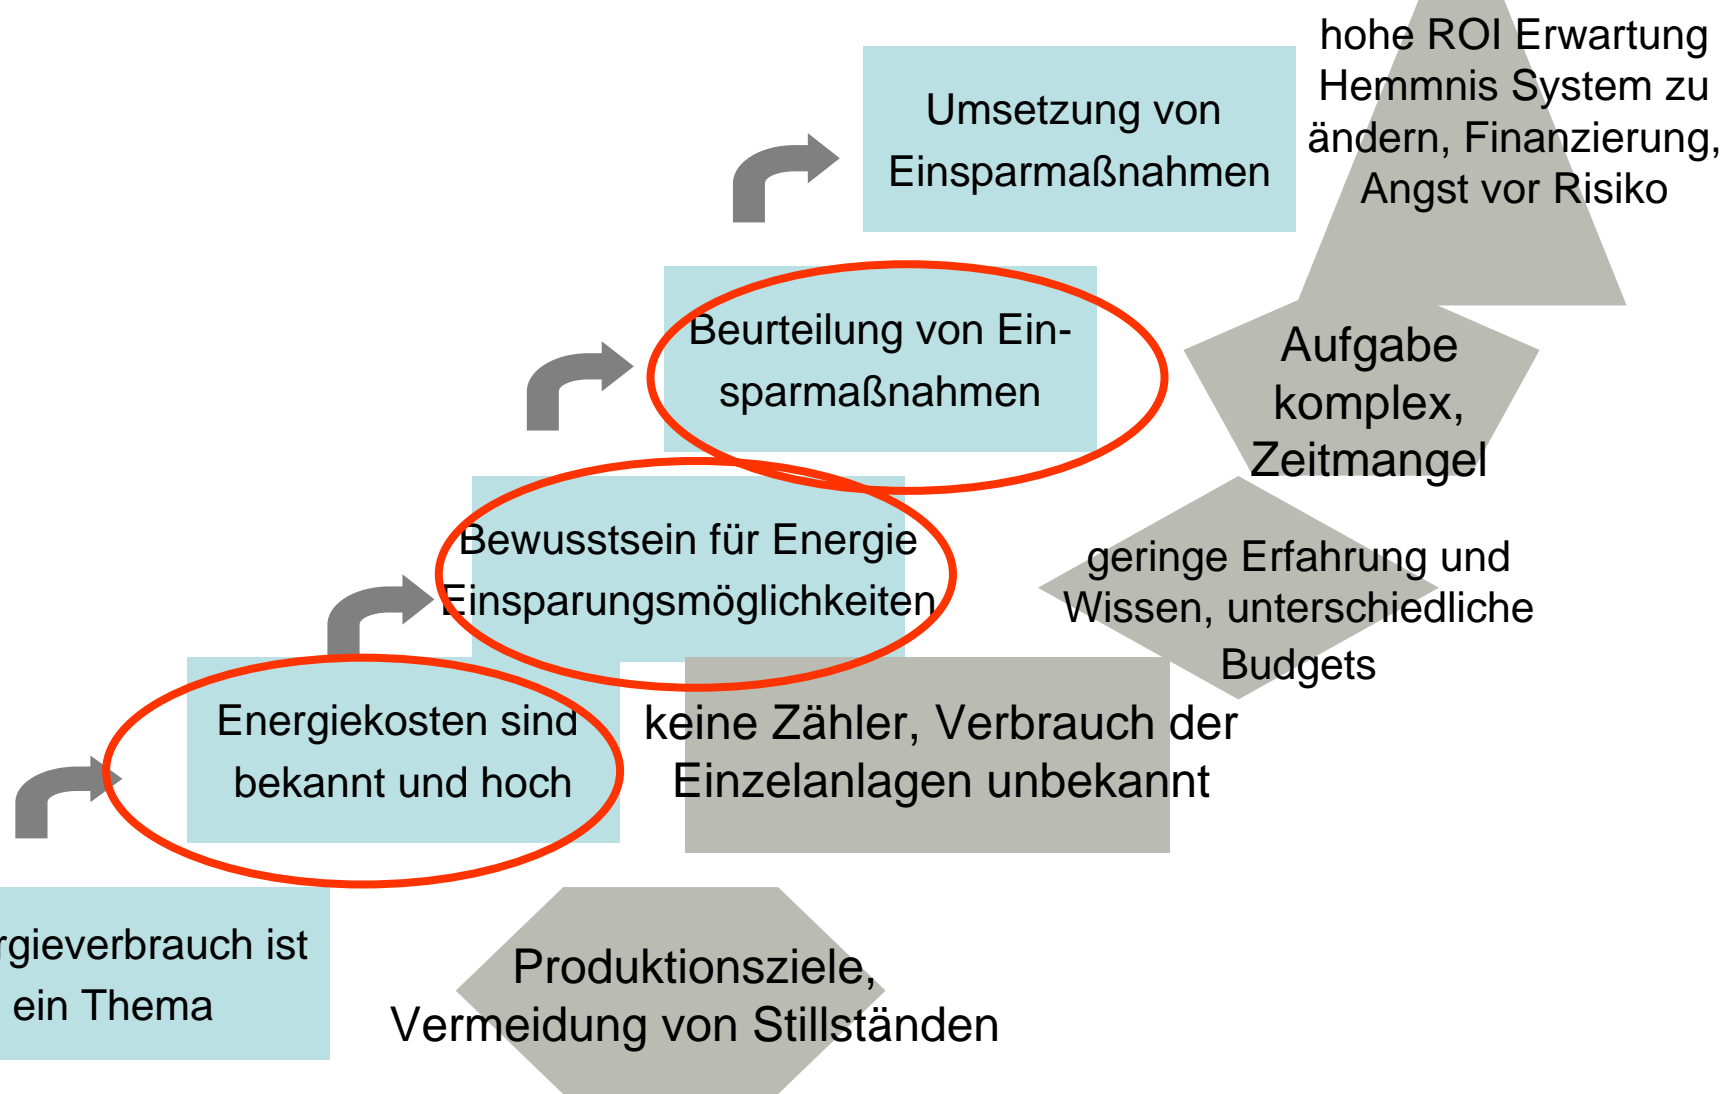 hohe ROI Erwartung
Hemmnis System zu
ändern, Finanzierung,
Angst vor Risiko
Umsetzung von
Einsparmaßnahmen
Beurteilung von Ein-
sparmaßnahmen
Aufgabe
komplex,
Zeitmangel
Bewusstsein für Energie
Einsparungsmöglichkeiten
geringe Erfahrung und
Wissen, unterschiedliche
Budgets
Energiekosten sind
bekannt und hoch
keine Zähler, Verbrauch der
Einzelanlagen unbekannt
rgieverbrauch ist
ein Thema
Produktionsziele,
Vermeidung von Stillständen